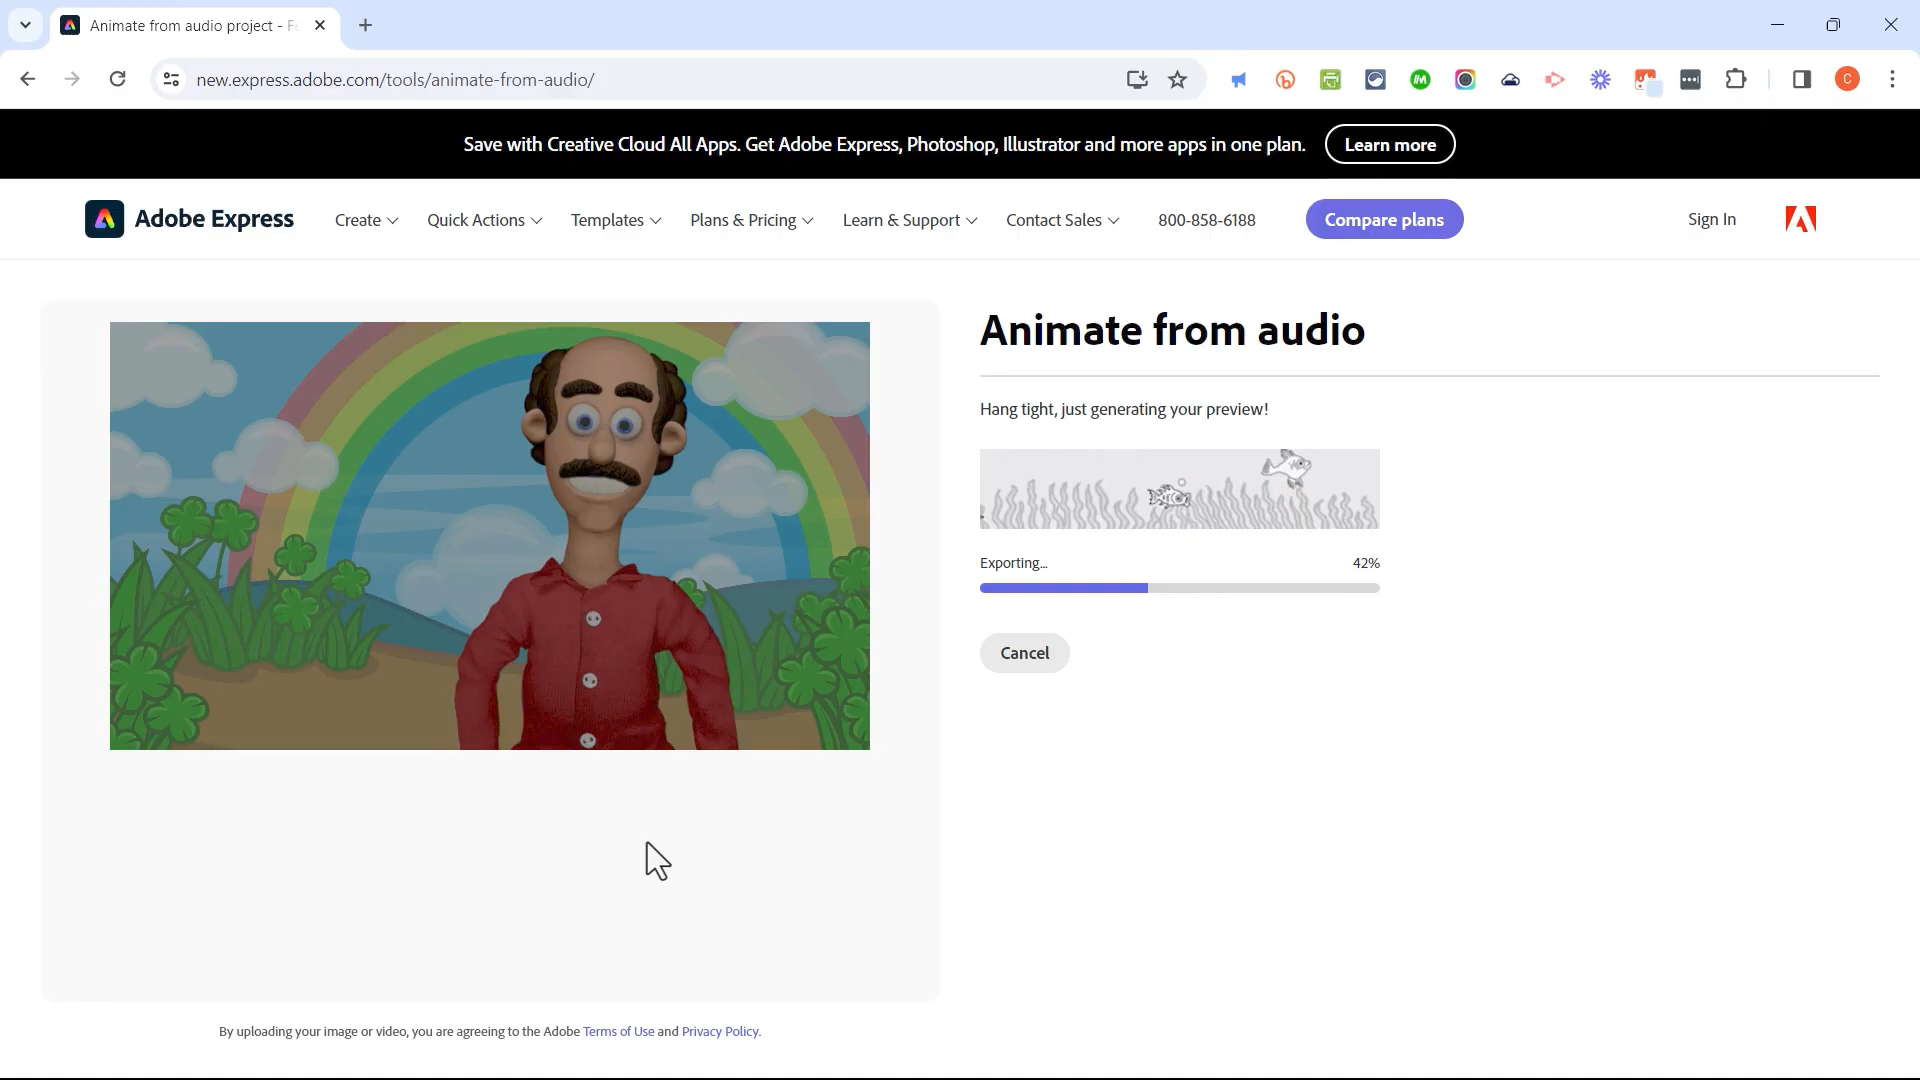 Animate from audio project - Fe
new.express.adobe.com/tools/animate-from-audio/
C
Save with Creative Cloud All Apps. Get Adobe Express, Photoshop, Illustrator and more apps in one plan. Learn more
Adobe Express Create Quick Actions Templates Plans & Pricing Learn & Support Contact Sales 800-858-6188 Compare plans Sign In
Animate from audio
Hang tight, just generating your preview!
Exporting... 42%
Cancel
By uploading your image or video, you are agreeing to the Adobe Terms of Use and Privacy Policy.